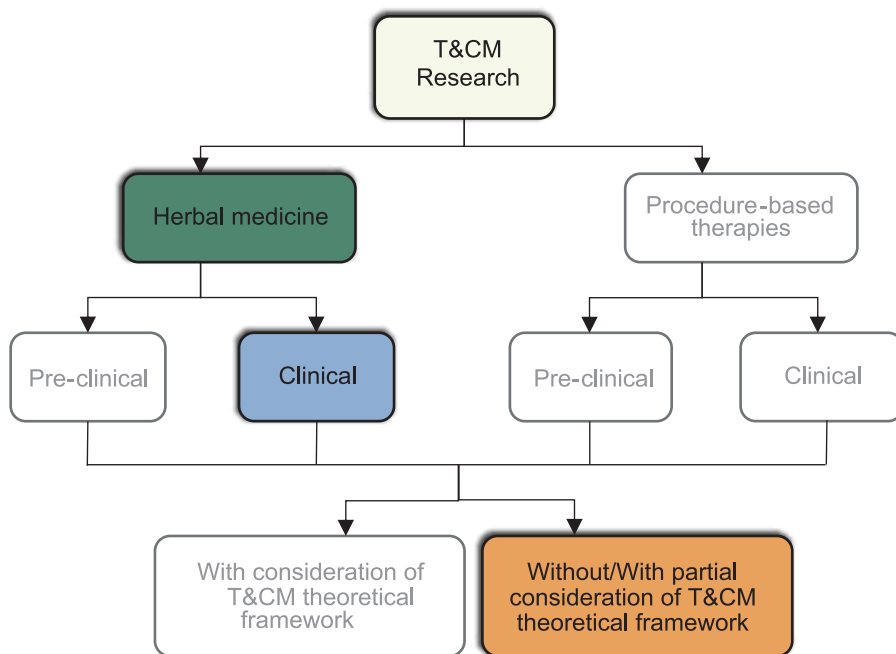 T&CM
Research
Herbal medicine
Procedure-based
therapies
Pre-clinical
Clinical
Pre-clinical
Clinical
With consideration of
T&CM theoretical
framework
Without/With partial
consideration of T&CM
theoretical framework